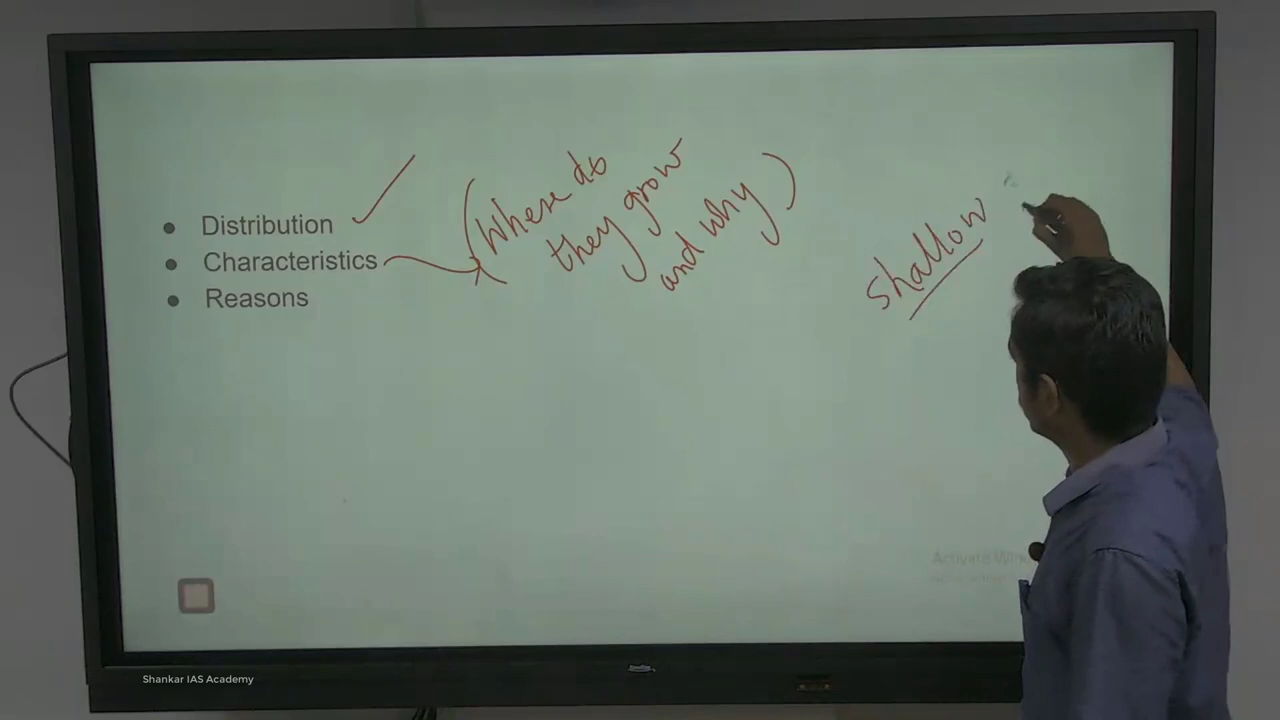 Distribution
Characteristics
Reasons
(Where do
they grow
and why)
Shallow
Shankar IAS Academy